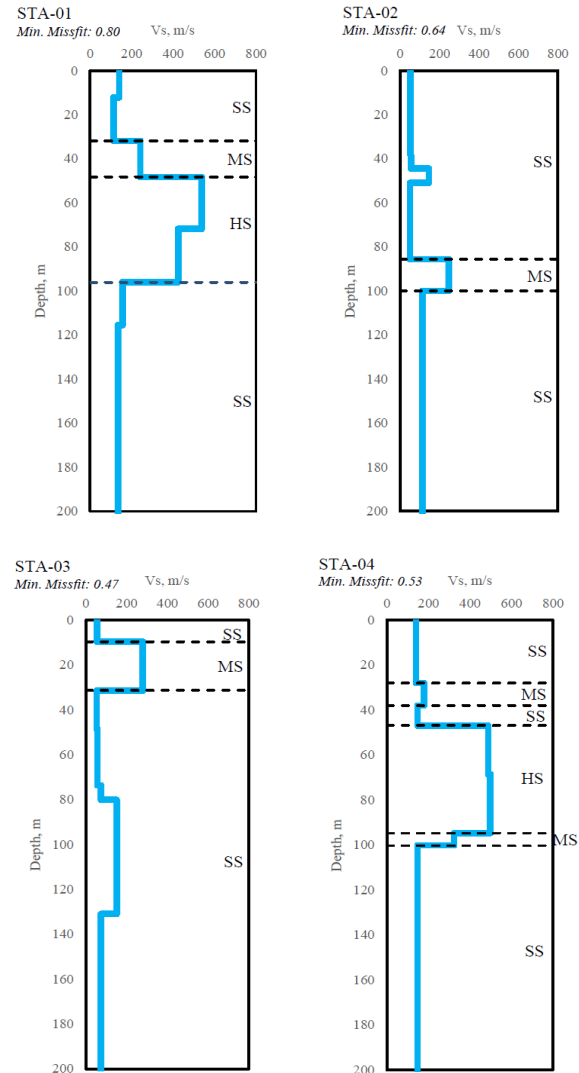 STA-01
Min. Missfit: 0.80 Vs, m/s
0 200 400 600 800
0
20
40
60
80
100
120
140
160
180
200
Depth, m
SS
MS
HS
SS
STA-02
Min. Missfit: 0.64 Vs, m/s
0 200 400 600 800
0
20
40
60
80
100
120
140
160
180
200
Depth, m
SS
MS
SS
STA-03
Min. Missfit: 0.47 Vs, m/s
0 200 400 600 800
0
20
40
60
80
100
120
140
160
180
200
Depth, m
SS
MS
SS
STA-04
Min. Missfit: 0.53 Vs, m/s
0 200 400 600 800
0
20
40
60
80
100
120
140
160
180
200
Depth, m
SS
MS
SS
HS
MS
SS